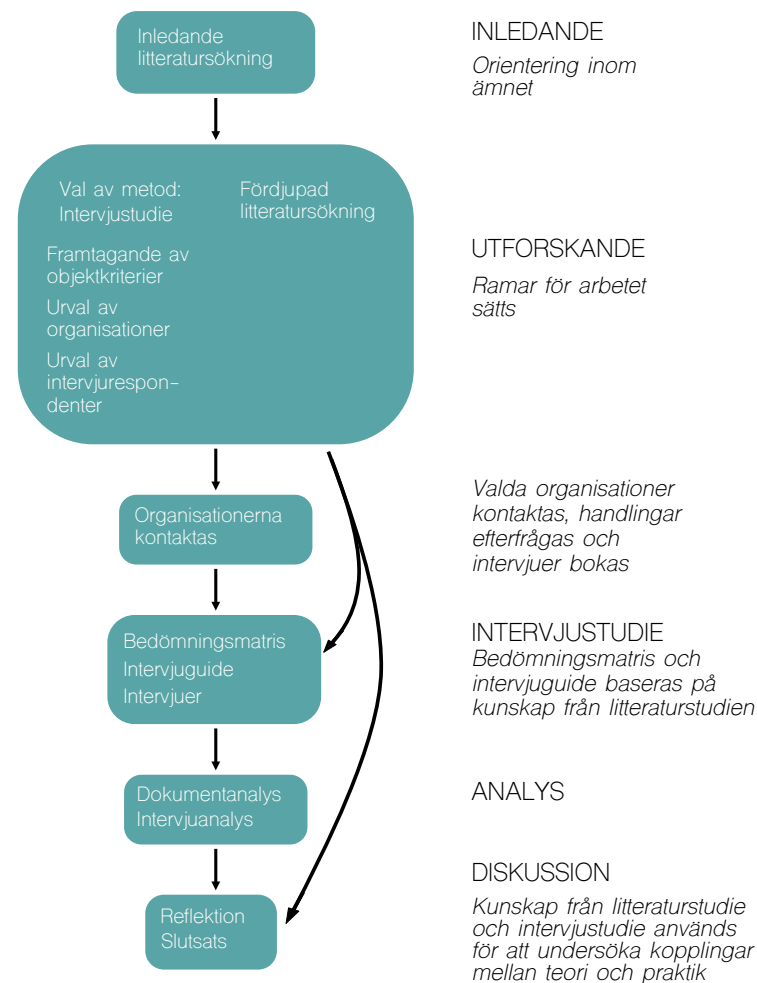 Inledande
litteratursökning
INLEDANDE
Orientering inom
ämnet
Val av metod:
Intervjustudie
Fördjupad
litteratursökning
Framtagande av
objektkriterier
Urval av
organisationer
Urval av
intervjurespon-
denter
UTFORSKANDE
Ramar för arbetet
sätts
Organisationerna
kontaktas
Valda organisationer
kontaktas, handlingar
efterfrågas och
intervjuer bokas
Bedömningsmatris
Intervjuguide
Intervjuer
INTERVJUSTUDIE
Bedömningsmatris och
intervjuguide baseras på
kunskap från litteraturstudien
Dokumentanalys
Intervjuanalys
ANALYS
Reflektion
Slutsats
DISKUSSION
Kunskap från litteraturstudie
och intervjustudie används
för att undersöka kopplingar
mellan teori och praktik